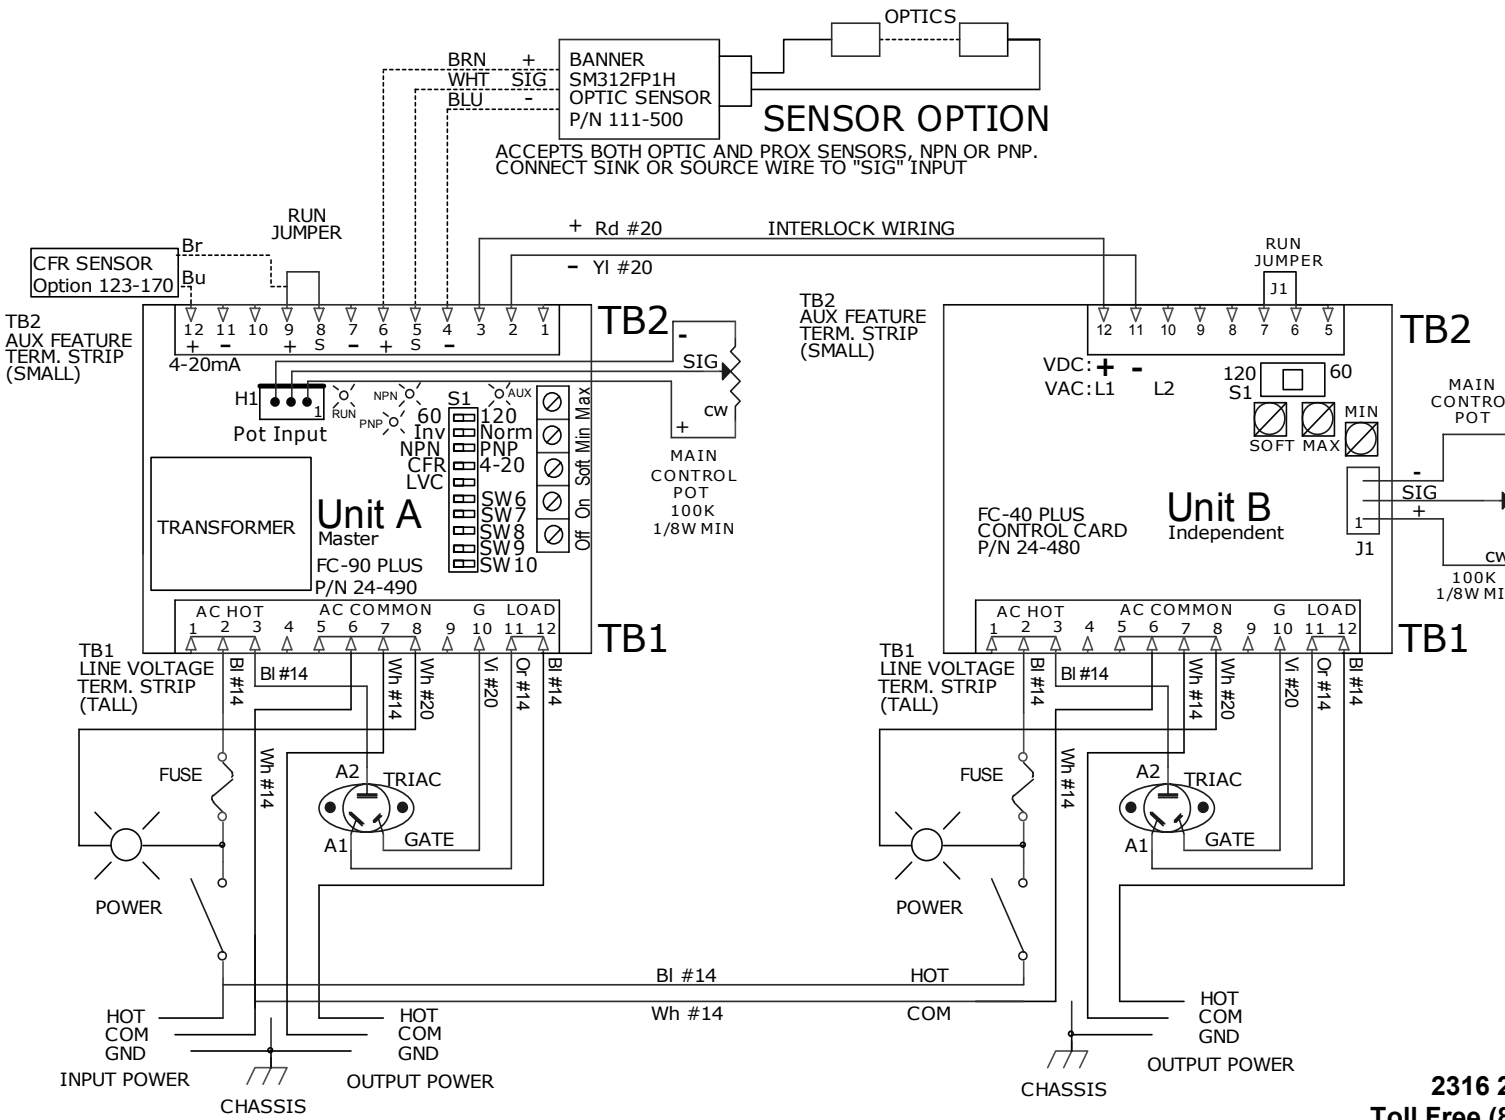 OPTICS
BRN + BANNER
WHT SIG SM312FP1H
BLU - OPTIC SENSOR
P/N 111-500
SENSOR OPTION
ACCEPTS BOTH OPTIC AND PROX SENSORS, NPN OR PNP.
CONNECT SINK OR SOURCE WIRE TO "SIG" INPUT
RUN
JUMPER
+ Rd #20 INTERLOCK WIRING
- Yl #20
CFR SENSOR
Option 123-170
Br
Bu
RUN
JUMPER
J1
TB2
AUX FEATURE
TERM. STRIP
(SMALL)
12 11 10 9 8 7 6 5 4 3 2 1
+ - + S - + S -
4-20mA
TB2
H1
1
Pot Input
RUN
NPN
PNP
AUX
S1
60 120
Inv Norm
NPN PNP
CFR 4-20
LVC
SW6
SW7
SW8
SW9
SW10
Off On Soft Min Max
-
SIG
cw
+
MAIN
CONTROL
POT
100K
1/8W MIN
TRANSFORMER
Unit A
Master
FC-90 PLUS
P/N 24-490
TB2
AUX FEATURE
TERM. STRIP
(SMALL)
12 11 10 9 8 7 6 5
TB2
VDC: + -
VAC: L1 L2
120 60
S1
SOFT MAX MIN
MAIN
CONTRO
POT
-
SIG
+
1
J1
cw
100K
1/8W MI
Unit B
Independent
FC-40 PLUS
CONTROL CARD
P/N 24-480
AC HOT AC COMMON G LOAD
1 2 3 4 5 6 7 8 9 10 11 12
TB1
TB1
LINE VOLTAGE
TERM. STRIP
(TALL)
Bl #14
Bl #14
Wh #14
Wh #20
Vi #20
Or #14
Bl #14
Wh #14
FUSE
A2
TRIAC
A1
GATE
POWER
AC HOT AC COMMON G LOAD
1 2 3 4 5 6 7 8 9 10 11 12
TB1
TB1
LINE VOLTAGE
TERM. STRIP
(TALL)
Bl #14
Bl #14
Wh #14
Wh #20
Vi #20
Or #14
Bl #14
Wh #14
FUSE
A2
TRIAC
A1
GATE
POWER
Bl #14 HOT
Wh #14 COM
HOT
COM
GND
INPUT POWER
CHASSIS
HOT
COM
GND
OUTPUT POWER
CHASSIS
HOT
COM
GND
OUTPUT POWER
2316 2
Toll Free (8